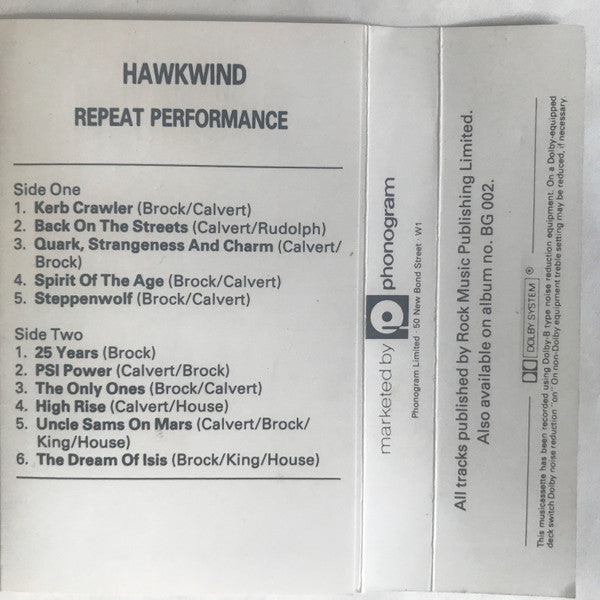 HAWKWIND
REPEAT PERFORMANCE
Side One
1. Kerb Crawler (Brock/Calvert)
2. Back On The Streets (Calvert/Rudolph)
3. Quark, Strangeness And Charm (Calvert/
Brock)
4. Spirit Of The Age (Brock/Calvert)
5. Steppenwolf (Brock/Calvert)
Side Two
1. 25 Years (Brock)
2. PSI Power (Calvert/Brock)
3. The Only Ones (Brock/Calvert)
4. High Rise (Calvert/House)
5. Uncle Sams On Mars (Calvert/Brock/
King/House)
6. The Dream Of Isis (Brock/King/House)
marketed by phonogram
Phonogram Limited · 50 New Bond Street · W1
All tracks published by Rock Music Publishing Limited.
Also available on album no. BG 002.
DOLBY SYSTEM ®
This musicassette has been recorded using Dolby-B type noise reduction equipment. On a Dolby-equipped
deck switch Dolby noise reduction "on" On non-Dolby equipment treble setting may be reduced, if necessary.